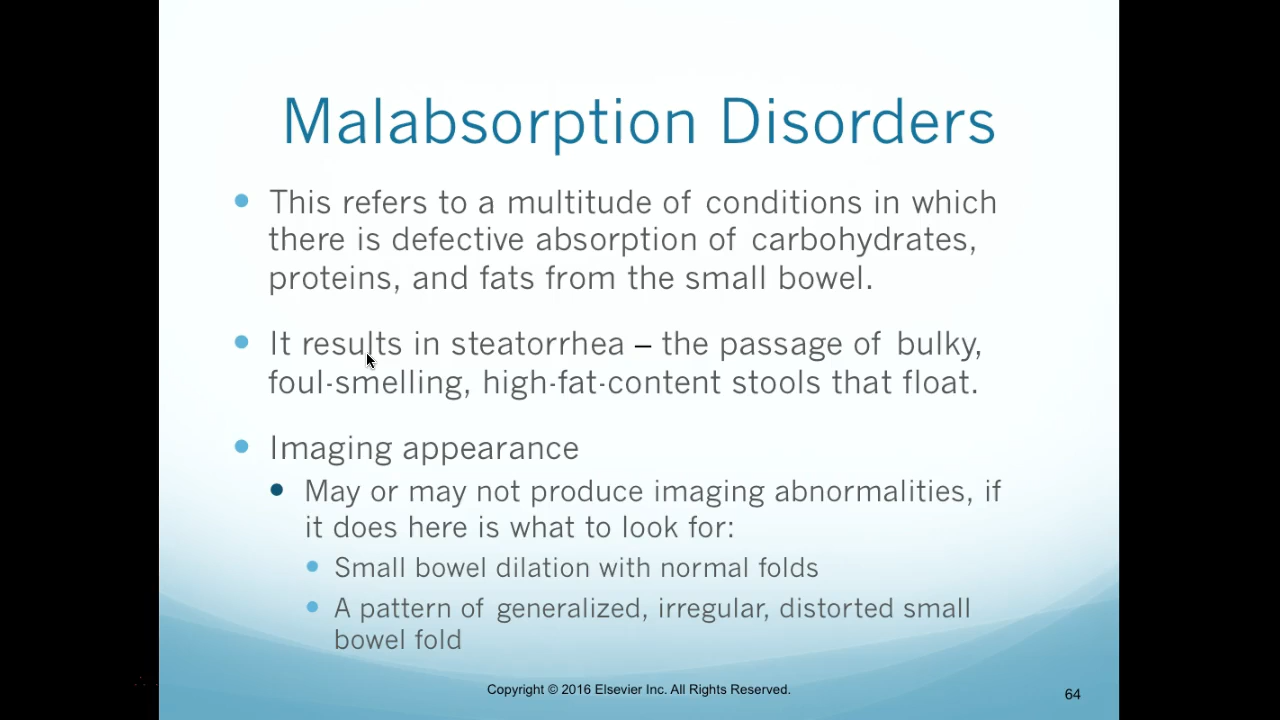 Malabsorption Disorders
This refers to a multitude of conditions in which
there is defective absorption of carbohydrates,
proteins, and fats from the small bowel.
It results in steatorrhea – the passage of bulky,
foul-smelling, high-fat-content stools that float.
Imaging appearance
May or may not produce imaging abnormalities, if
it does here is what to look for:
Small bowel dilation with normal folds
A pattern of generalized, irregular, distorted small
bowel fold
Copyright © 2016 Elsevier Inc. All Rights Reserved.
64